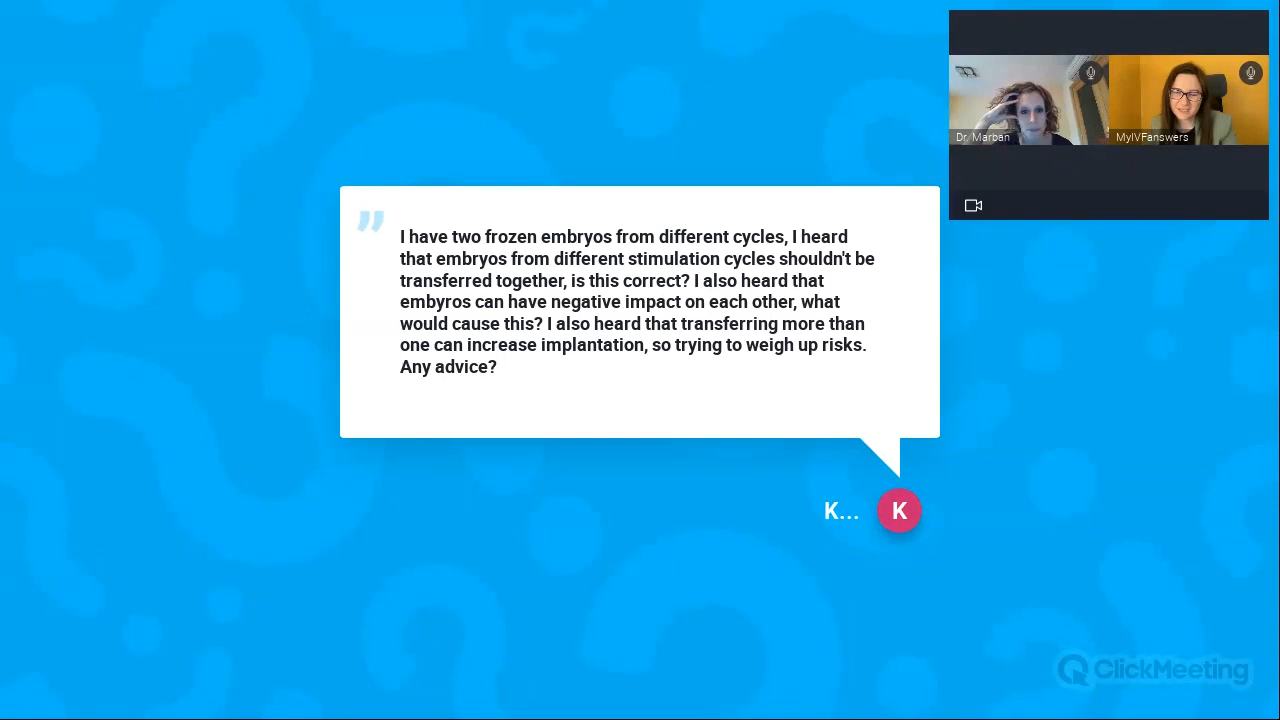 Dr. Marban
MyIVFanswers
I have two frozen embryos from different cycles, I heard
that embryos from different stimulation cycles shouldn't be
transferred together, is this correct? I also heard that
embyros can have negative impact on each other, what
would cause this? I also heard that transferring more than
one can increase implantation, so trying to weigh up risks.
Any advice?
K... K
ClickMeeting